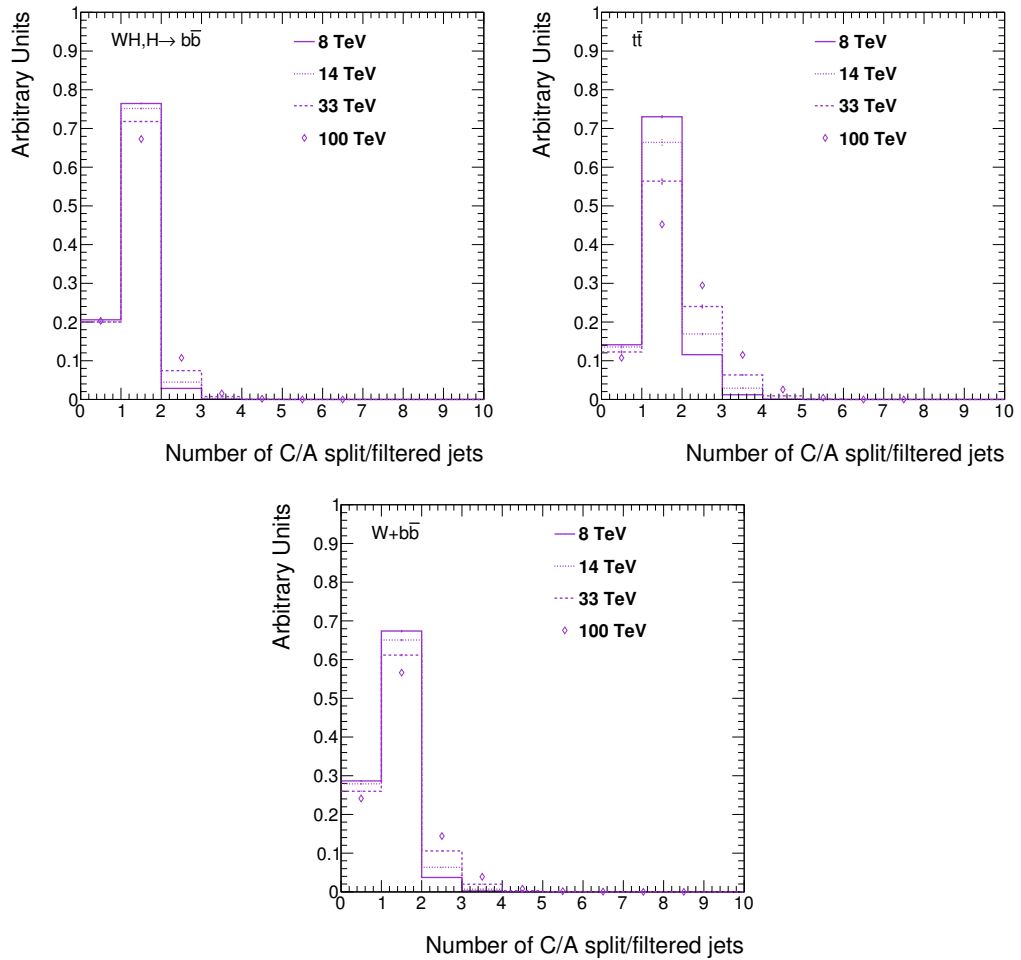 Arbitrary Units
1
0.9
0.8
0.7
0.6
0.5
0.4
0.3
0.2
0.1
0
WH,H→ bb̅
8 TeV
14 TeV
33 TeV
100 TeV
0 1 2 3 4 5 6 7 8 9 10
Number of C/A split/filtered jets
Arbitrary Units
1
0.9
0.8
0.7
0.6
0.5
0.4
0.3
0.2
0.1
0
tt̅
8 TeV
14 TeV
33 TeV
100 TeV
0 1 2 3 4 5 6 7 8 9 10
Number of C/A split/filtered jets
Arbitrary Units
1
0.9
0.8
0.7
0.6
0.5
0.4
0.3
0.2
0.1
0
W+bb̅
8 TeV
14 TeV
33 TeV
100 TeV
0 1 2 3 4 5 6 7 8 9 10
Number of C/A split/filtered jets